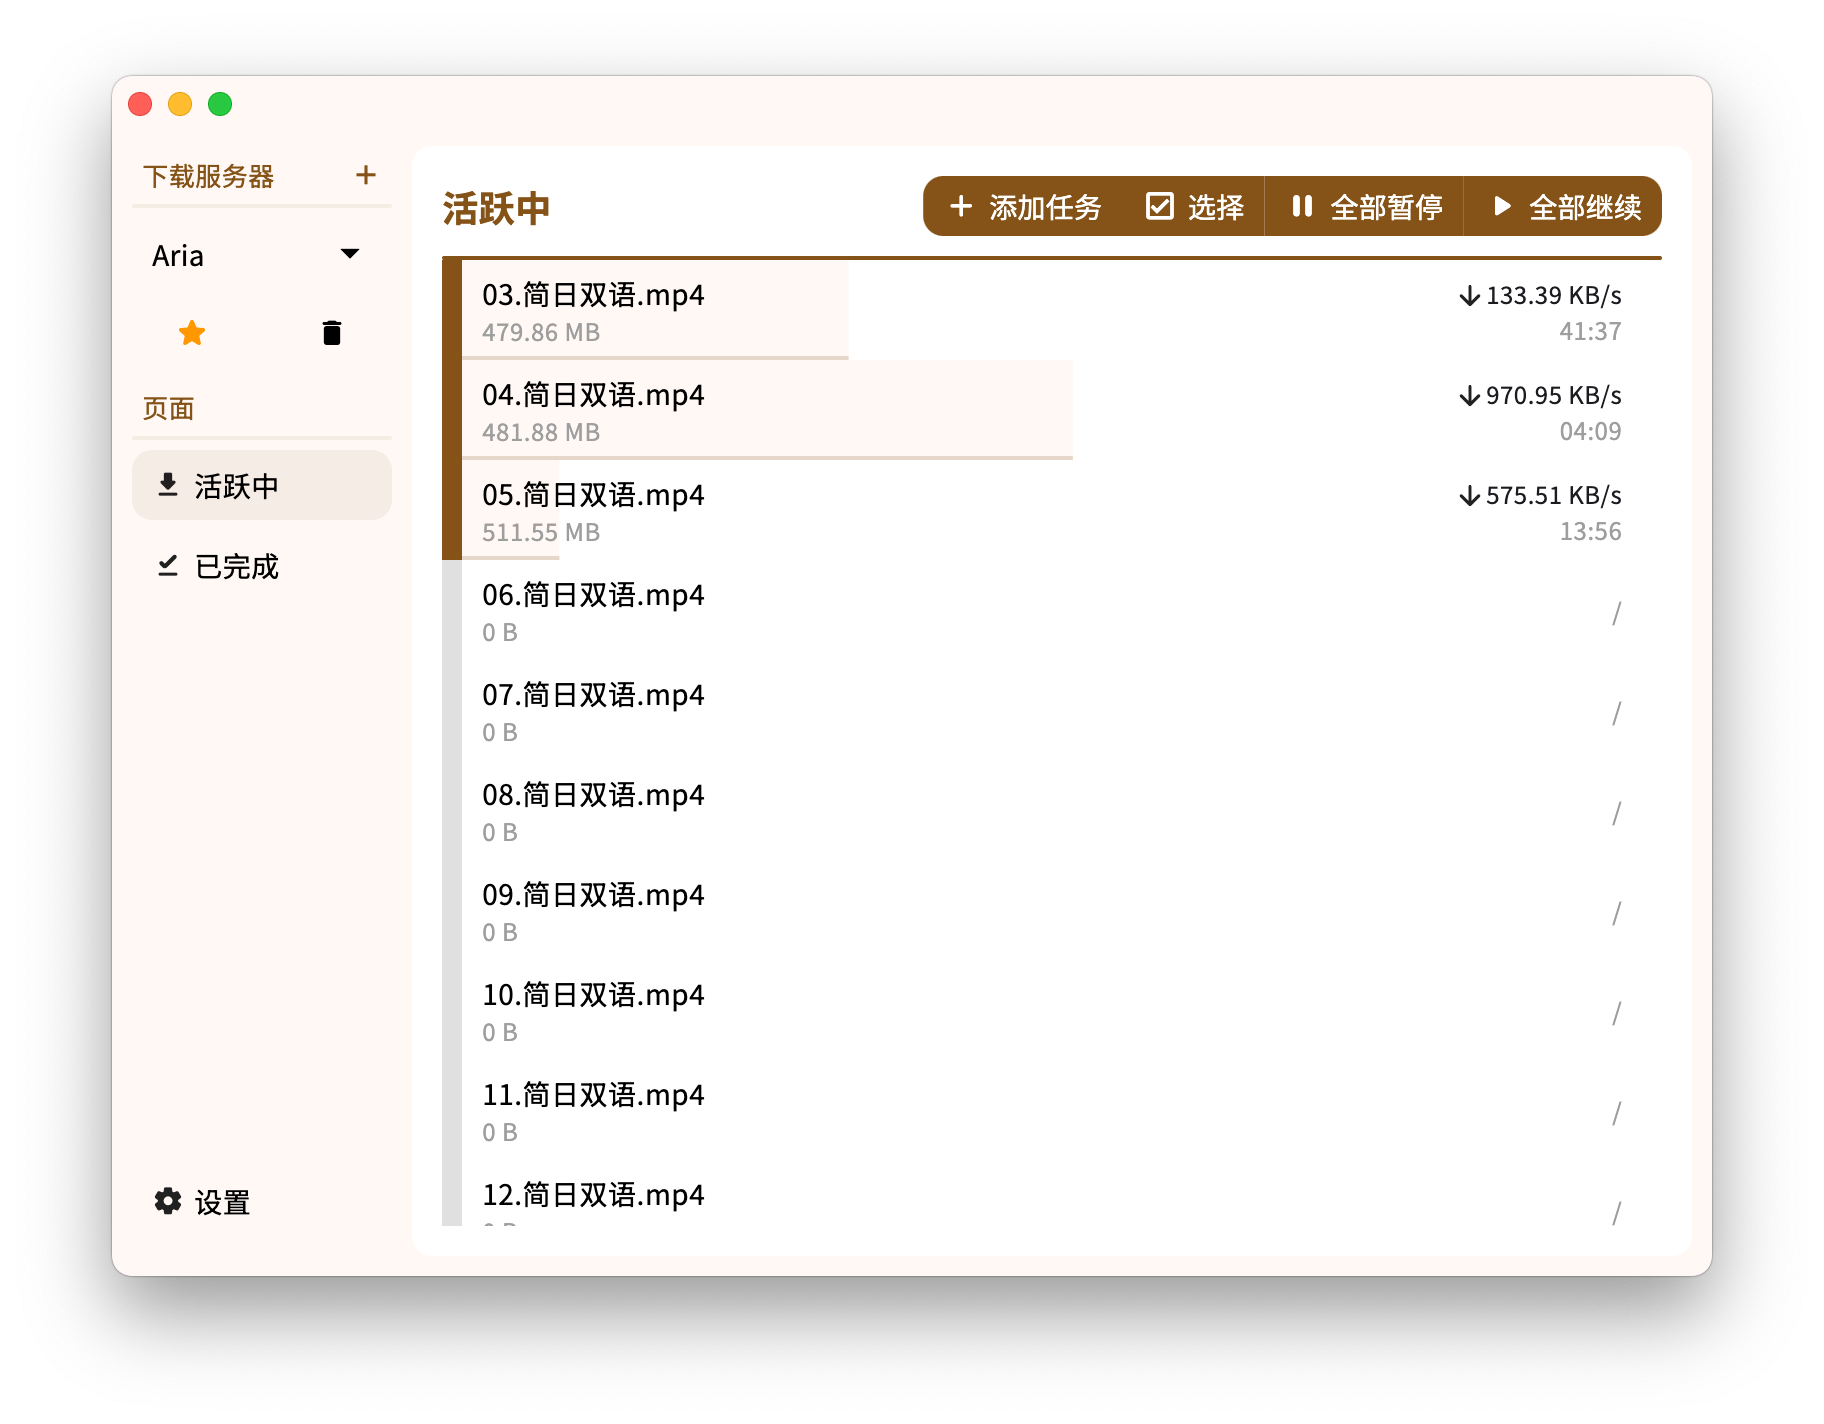 下载服务器
Aria
页面
活跃中
已完成
设置
活跃中
添加任务 选择 全部暂停 全部继续
03.简日双语.mp4
479.86 MB
133.39 KB/s
41:37
04.简日双语.mp4
481.88 MB
970.95 KB/s
04:09
05.简日双语.mp4
511.55 MB
575.51 KB/s
13:56
06.简日双语.mp4
0 B
/
07.简日双语.mp4
0 B
/
08.简日双语.mp4
0 B
/
09.简日双语.mp4
0 B
/
10.简日双语.mp4
0 B
/
11.简日双语.mp4
0 B
/
12.简日双语.mp4
/